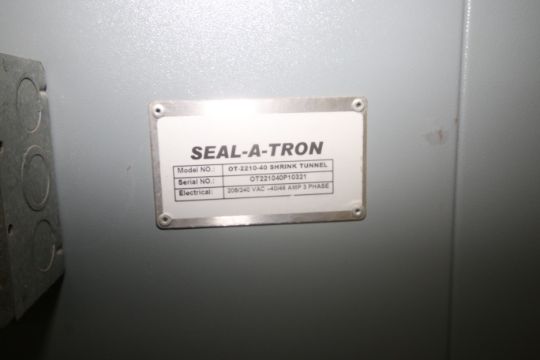 SEAL-A-TRON
Model NO.: OT-2210-40 SHRINK TUNNEL
Serial NO.: OT221040P10321
Electrical: 208/240 VAC -40/46 AMP 3 PHASE